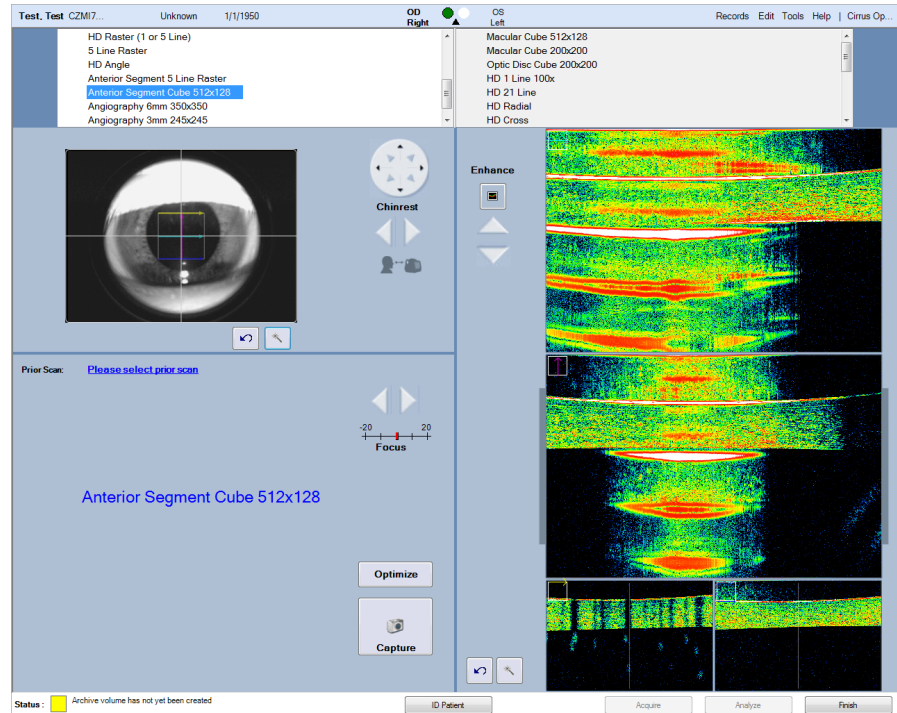 Test, Test CZMI7... Unknown 1/1/1950 OD Right OS Left Records Edit Tools Help | Cirrus Op...
HD Raster (1 or 5 Line)
5 Line Raster
HD Angle
Anterior Segment 5 Line Raster
Anterior Segment Cube 512x128
Angiography 6mm 350x350
Angiography 3mm 245x245
Macular Cube 512x128
Macular Cube 200x200
Optic Disc Cube 200x200
HD 1 Line 100x
HD 21 Line
HD Radial
HD Cross
Chinrest
Enhance
Prior Scan: Please select prior scan
-20 20
Focus
Anterior Segment Cube 512x128
Optimize
Capture
Status : Archive volume has not yet been created
ID Patient Acquire Analyze Finish